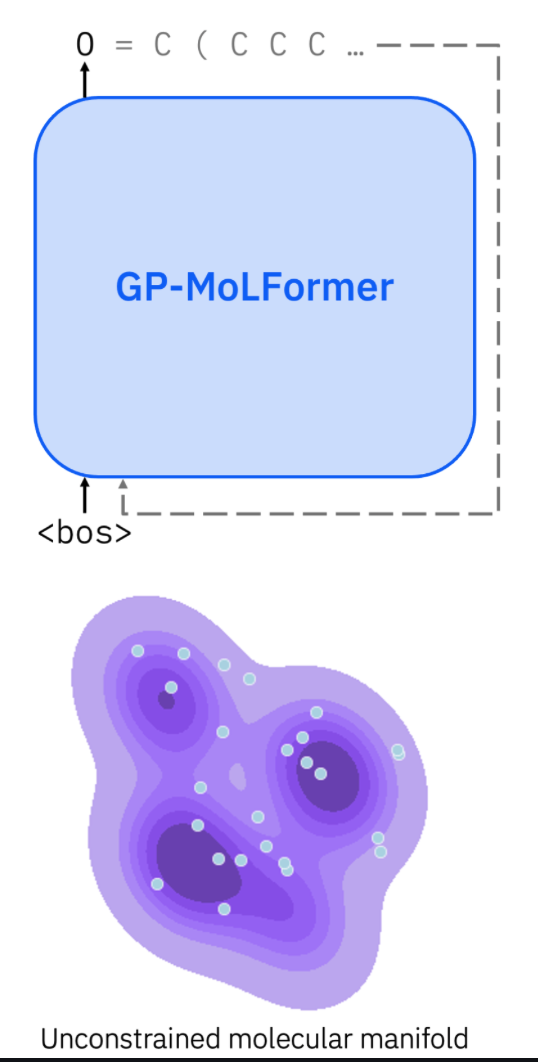 O = C ( C C C …
GP-MoLFormer
<bos>
Unconstrained molecular manifold